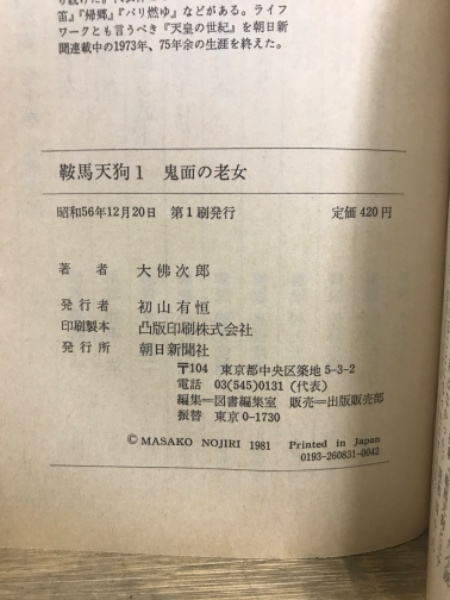 笛』『帰郷』『パリ燃ゆ』などがある。ライフ
ワークとも言うべき『天皇の世紀』を朝日新
聞連載中の1973年、75年余の生涯を終えた。
鞍馬天狗1 鬼面の老女
昭和56年12月20日 第1刷発行 定価420円
著者 大佛次郎
発行者 初山有恒
印刷製本 凸版印刷株式会社
発行所 朝日新聞社
〒104 東京都中央区築地5-3-2
電話 03(545)0131(代表)
編集=図書編集室 販売=出版販売部
振替 東京0-1730
© MASAKO NOJIRI 1981 Printed in Japan
0193-260831-0042